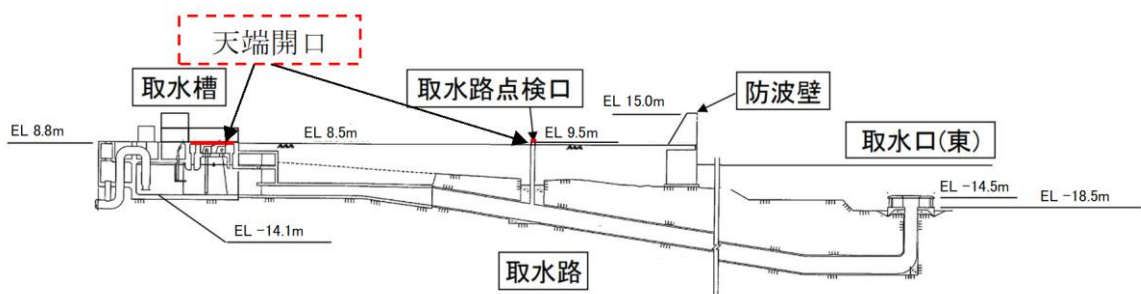 天端開口
取水槽
取水路点検口
EL 15.0m
防波壁
EL 8.8m
EL 8.5m
EL 9.5m
取水口(東)
EL -14.5m
EL -18.5m
EL -14.1m
取水路